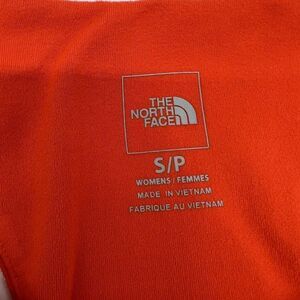 THE
NORTH
FACE
S/P
WOMENS / FEMMES
MADE IN VIETNAM
FABRIQUE AU VIETNAM